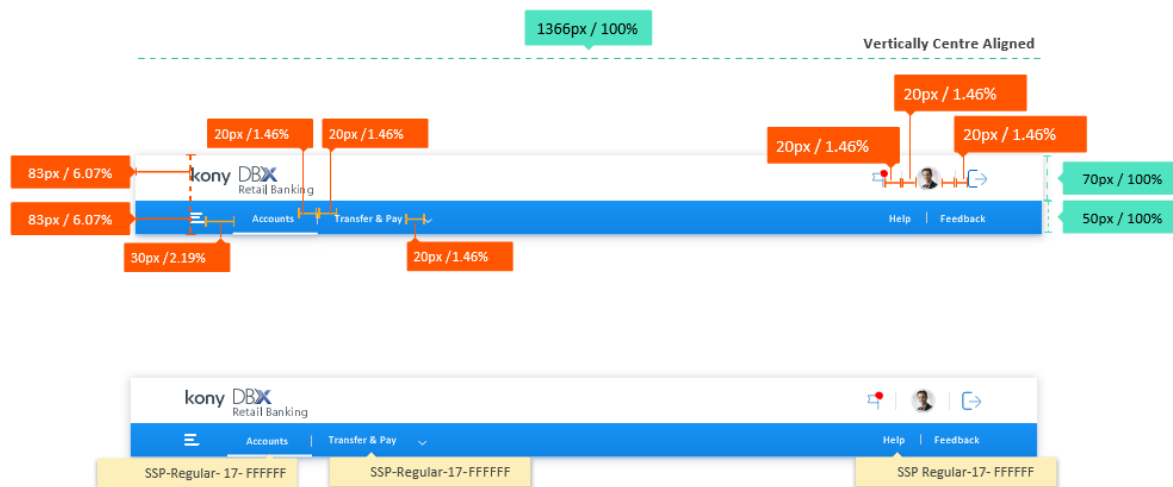 1366px / 100%
Vertically Centre Aligned
20px / 1.46%
20px /1.46%
20px /1.46%
20px / 1.46%
20px / 1.46%
83px / 6.07%
kony DBX
Retail Banking
70px / 100%
83px / 6.07%
Accounts | Transfer & Pay
Help | Feedback
50px / 100%
30px /2.19%
20px /1.46%
kony DBX
Retail Banking
Accounts | Transfer & Pay
Help | Feedback
SSP-Regular- 17- FFFFFF
SSP-Regular-17-FFFFFF
SSP Regular-17- FFFFFF